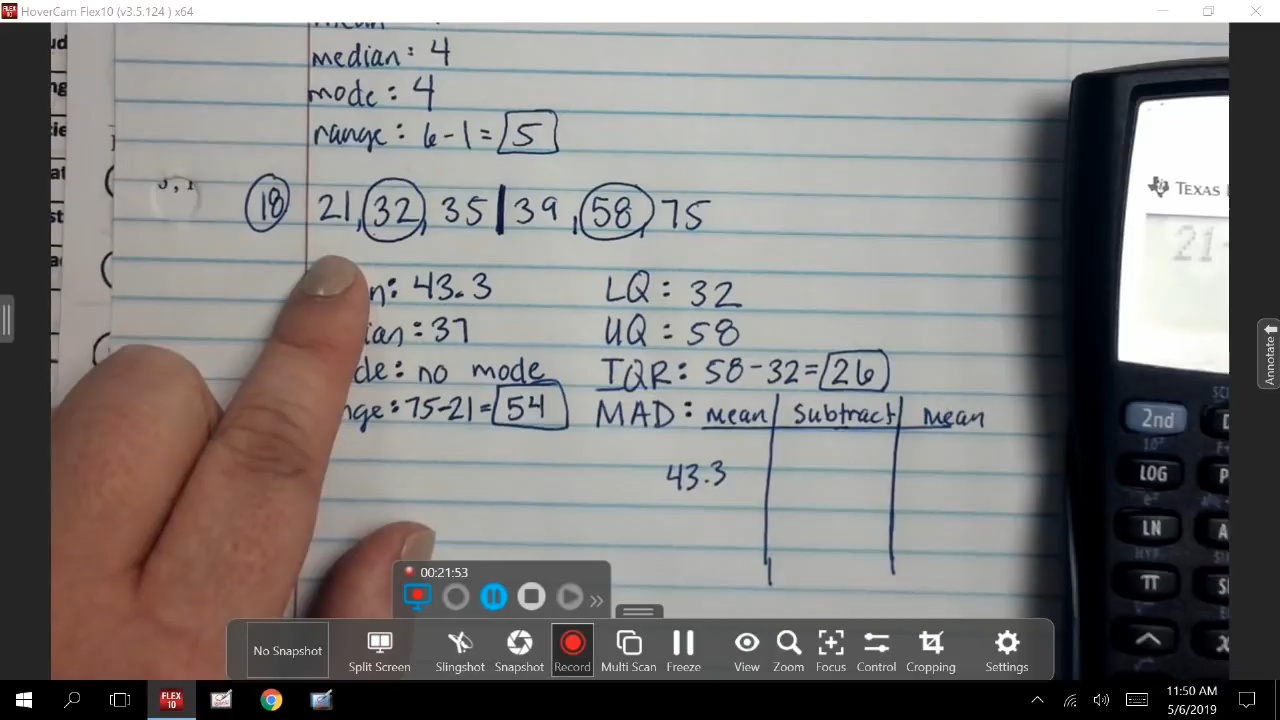 HoverCam Flex10 (v3.5.124 ) x64
median: 4
mode: 4
range: 6-1= 5
18 21, 32, 35 | 39, 58, 75
43.3
LQ: 32
37
UQ: 58
no mode
IQR: 58-32= 26
75-21= 54
MAD: mean subtract mean
43.3
TEXAS
21
2nd
LOG
LN
π
00:21:53
No Snapshot
Split Screen
Slingshot
Snapshot
Record
Multi Scan
Freeze
View
Zoom
Focus
Control
Cropping
Settings
Annotate
FLEX
10
11:50 AM
5/6/2019